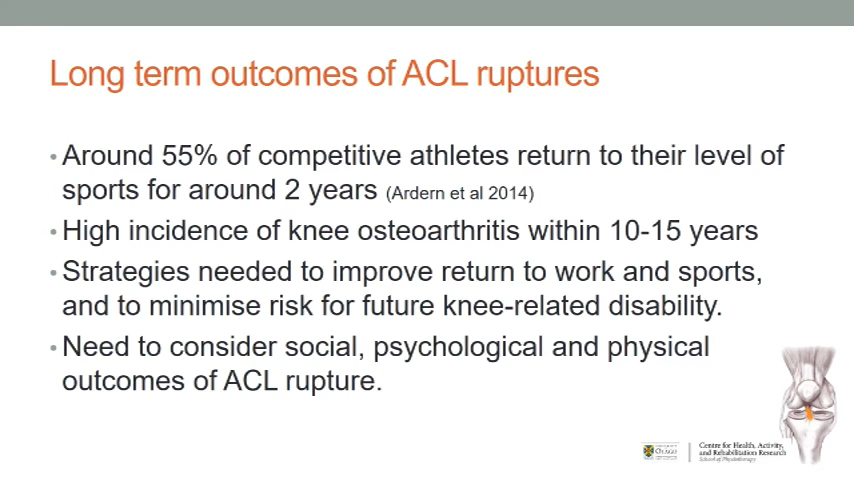 Long term outcomes of ACL ruptures
• Around 55% of competitive athletes return to their level of
sports for around 2 years (Ardern et al 2014)
• High incidence of knee osteoarthritis within 10-15 years
• Strategies needed to improve return to work and sports,
and to minimise risk for future knee-related disability.
• Need to consider social, psychological and physical
outcomes of ACL rupture.
OTAGO
Centre for Health, Activity,
and Rehabilitation Research
School of Physiotherapy